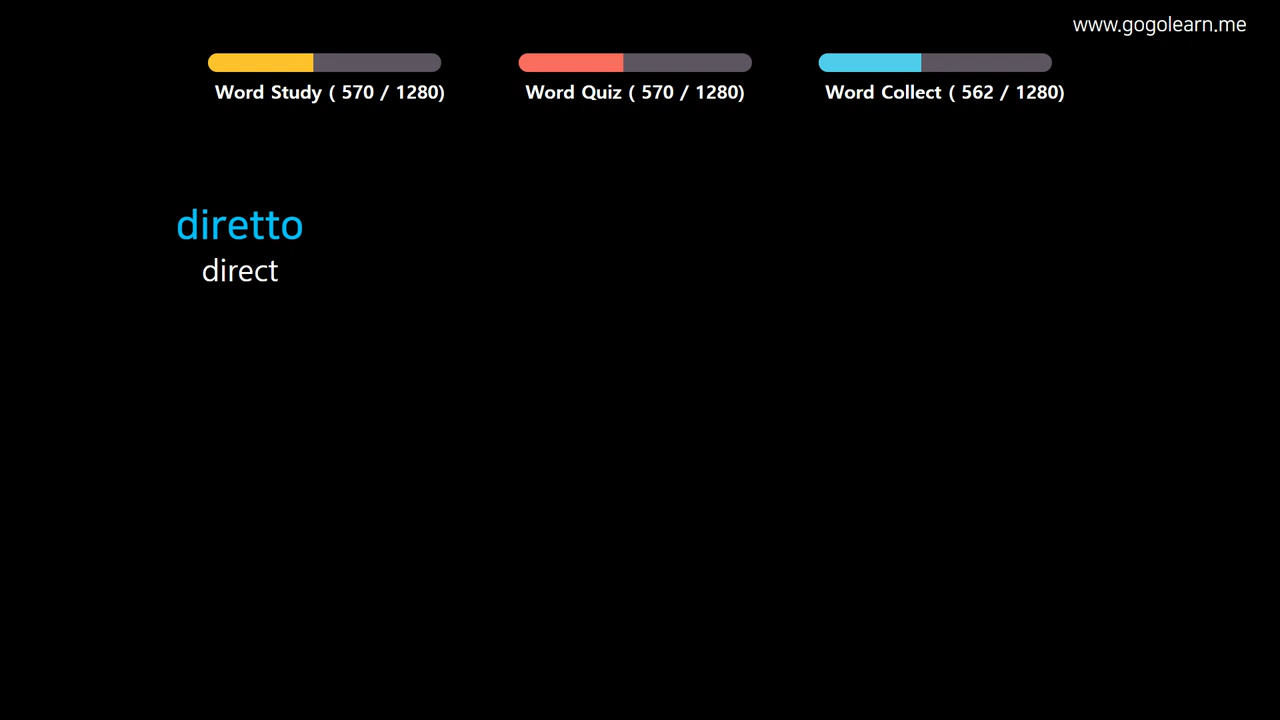 www.gogolearn.me
Word Study ( 570 / 1280)
Word Quiz ( 570 / 1280)
Word Collect ( 562 / 1280)
diretto
direct